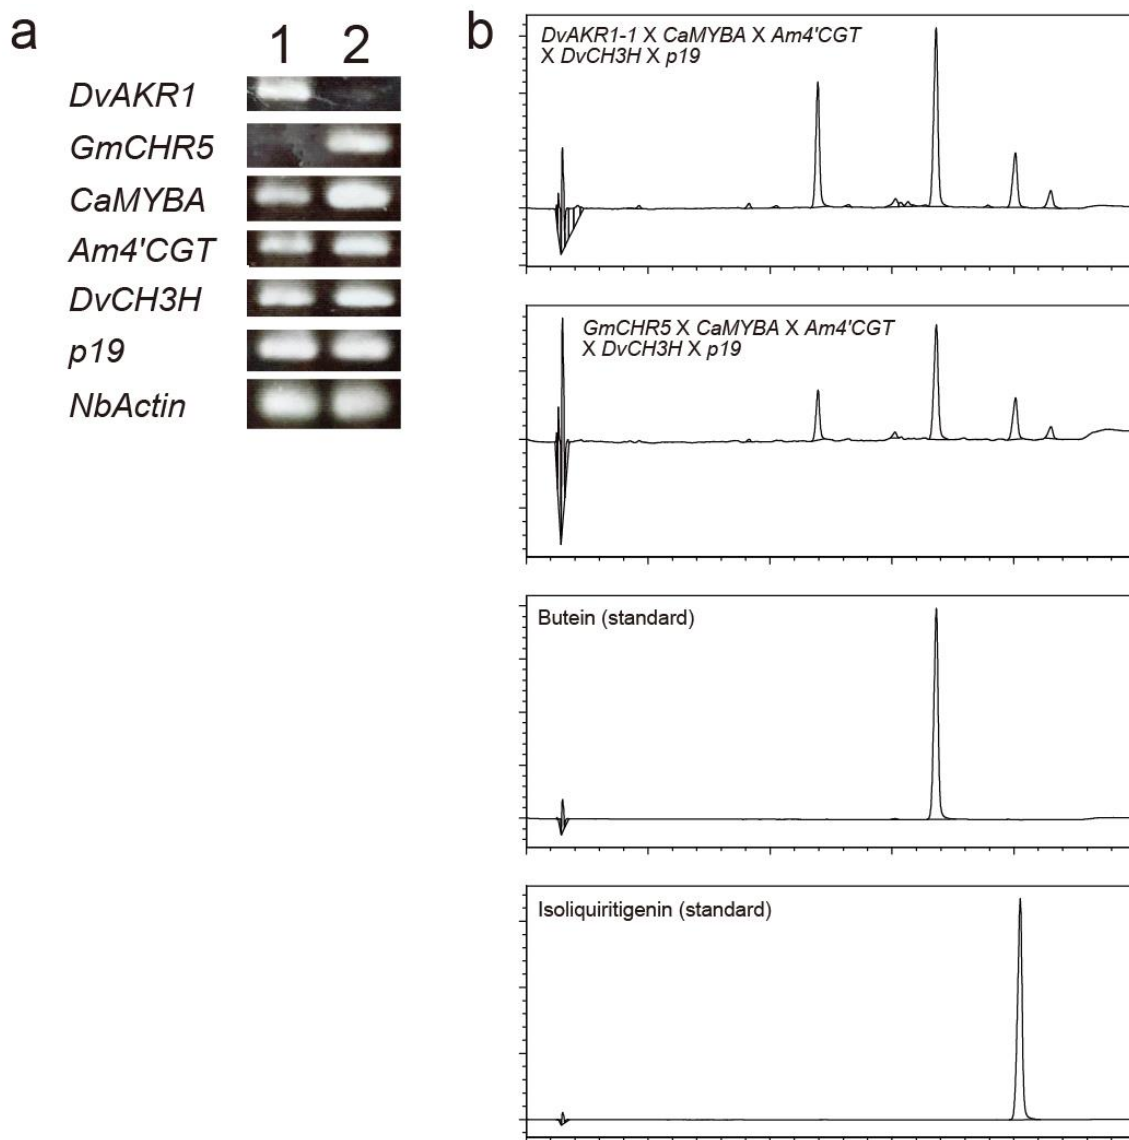 a
1 2
DvAKR1
GmCHR5
CaMYBA
Am4'CGT
DvCH3H
p19
NbActin
b
DvAKR1-1 X CaMYBA X Am4'CGT
X DvCH3H X p19
GmCHR5 X CaMYBA X Am4'CGT
X DvCH3H X p19
Butein (standard)
Isoliquiritigenin (standard)